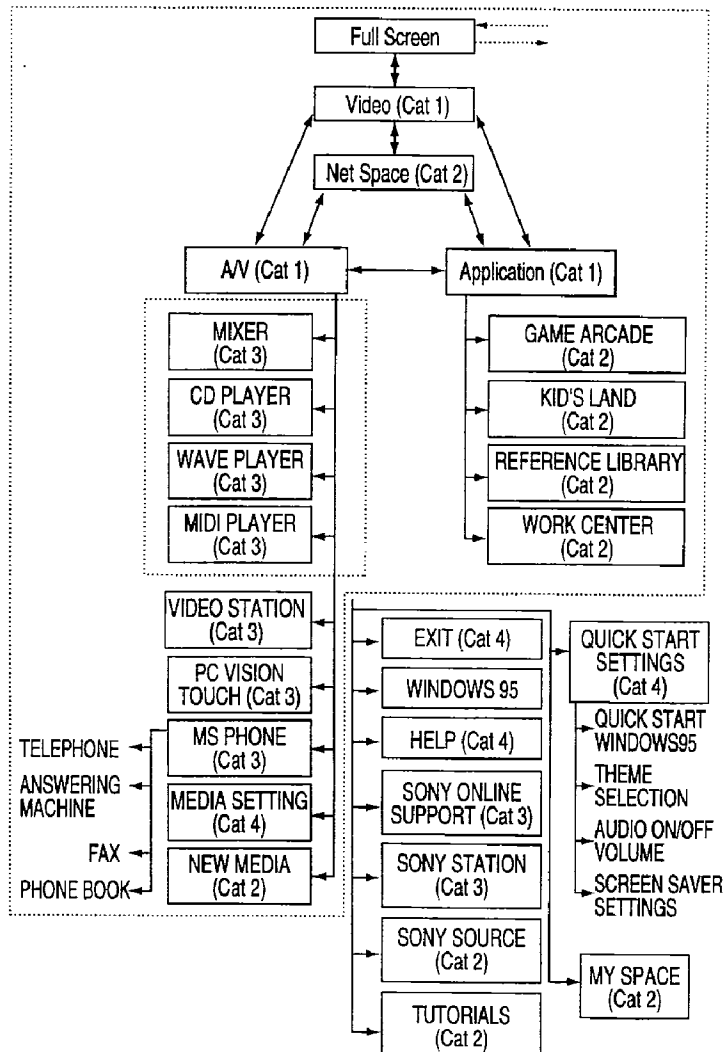 Full Screen
Video (Cat 1)
Net Space (Cat 2)
A/V (Cat 1)
Application (Cat 1)
MIXER
(Cat 3)
CD PLAYER
(Cat 3)
WAVE PLAYER
(Cat 3)
MIDI PLAYER
(Cat 3)
VIDEO STATION
(Cat 3)
PC VISION
TOUCH (Cat 3)
MS PHONE
(Cat 3)
MEDIA SETTING
(Cat 4)
NEW MEDIA
(Cat 2)
TELEPHONE
ANSWERING
MACHINE
FAX
PHONE BOOK
GAME ARCADE
(Cat 2)
KID'S LAND
(Cat 2)
REFERENCE LIBRARY
(Cat 2)
WORK CENTER
(Cat 2)
EXIT (Cat 4)
WINDOWS 95
HELP (Cat 4)
SONY ONLINE
SUPPORT (Cat 3)
SONY STATION
(Cat 3)
SONY SOURCE
(Cat 2)
TUTORIALS
(Cat 2)
QUICK START
SETTINGS
(Cat 4)
QUICK START
WINDOWS95
THEME
SELECTION
AUDIO ON/OFF
VOLUME
SCREEN SAVER
SETTINGS
MY SPACE
(Cat 2)